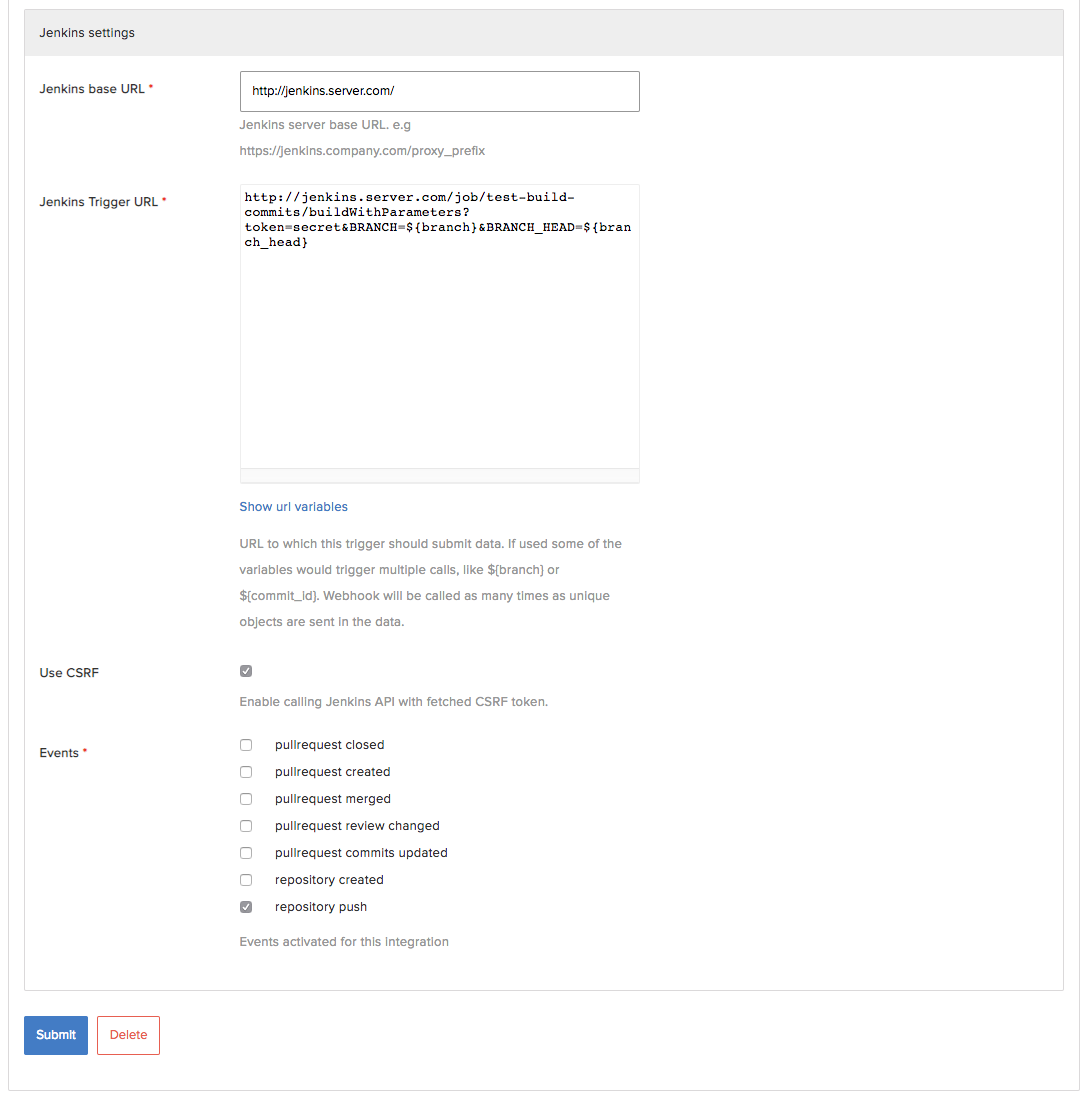 Jenkins settings
Jenkins base URL *
http://jenkins.server.com/
Jenkins server base URL. e.g
https://jenkins.company.com/proxy_prefix
Jenkins Trigger URL *
http://jenkins.server.com/job/test-build-
commits/buildWithParameters?
token=secret&BRANCH=${branch}&BRANCH_HEAD=${bran
ch_head}
Show url variables
URL to which this trigger should submit data. If used some of the
variables would trigger multiple calls, like ${branch} or
${commit_id}. Webhook will be called as many times as unique
objects are sent in the data.
Use CSRF
Enable calling Jenkins API with fetched CSRF token.
Events *
pullrequest closed
pullrequest created
pullrequest merged
pullrequest review changed
pullrequest commits updated
repository created
repository push
Events activated for this integration
Submit
Delete